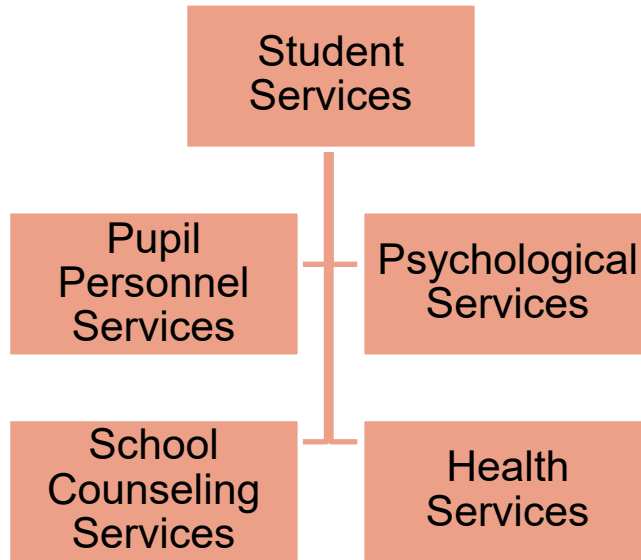 Student
Services
Pupil
Personnel
Services
Psychological
Services
School
Counseling
Services
Health
Services